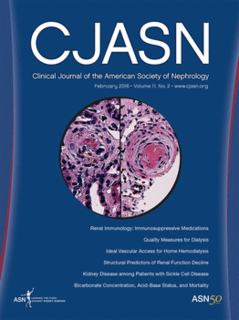 CJASN
Clinical Journal of the American Society of Nephrology
February 2016 • Volume 11, No. 2 • www.cjasn.org
Renal Immunology: Immunosuppressive Medications
Quality Measures for Dialysis
Ideal Vascular Access for Home Hemodialysis
Structural Predictors of Renal Function Decline
Kidney Disease among Patients with Sickle Cell Disease
Bicarbonate Concentration, Acid-Base Status, and Mortality
ASN
ASN50